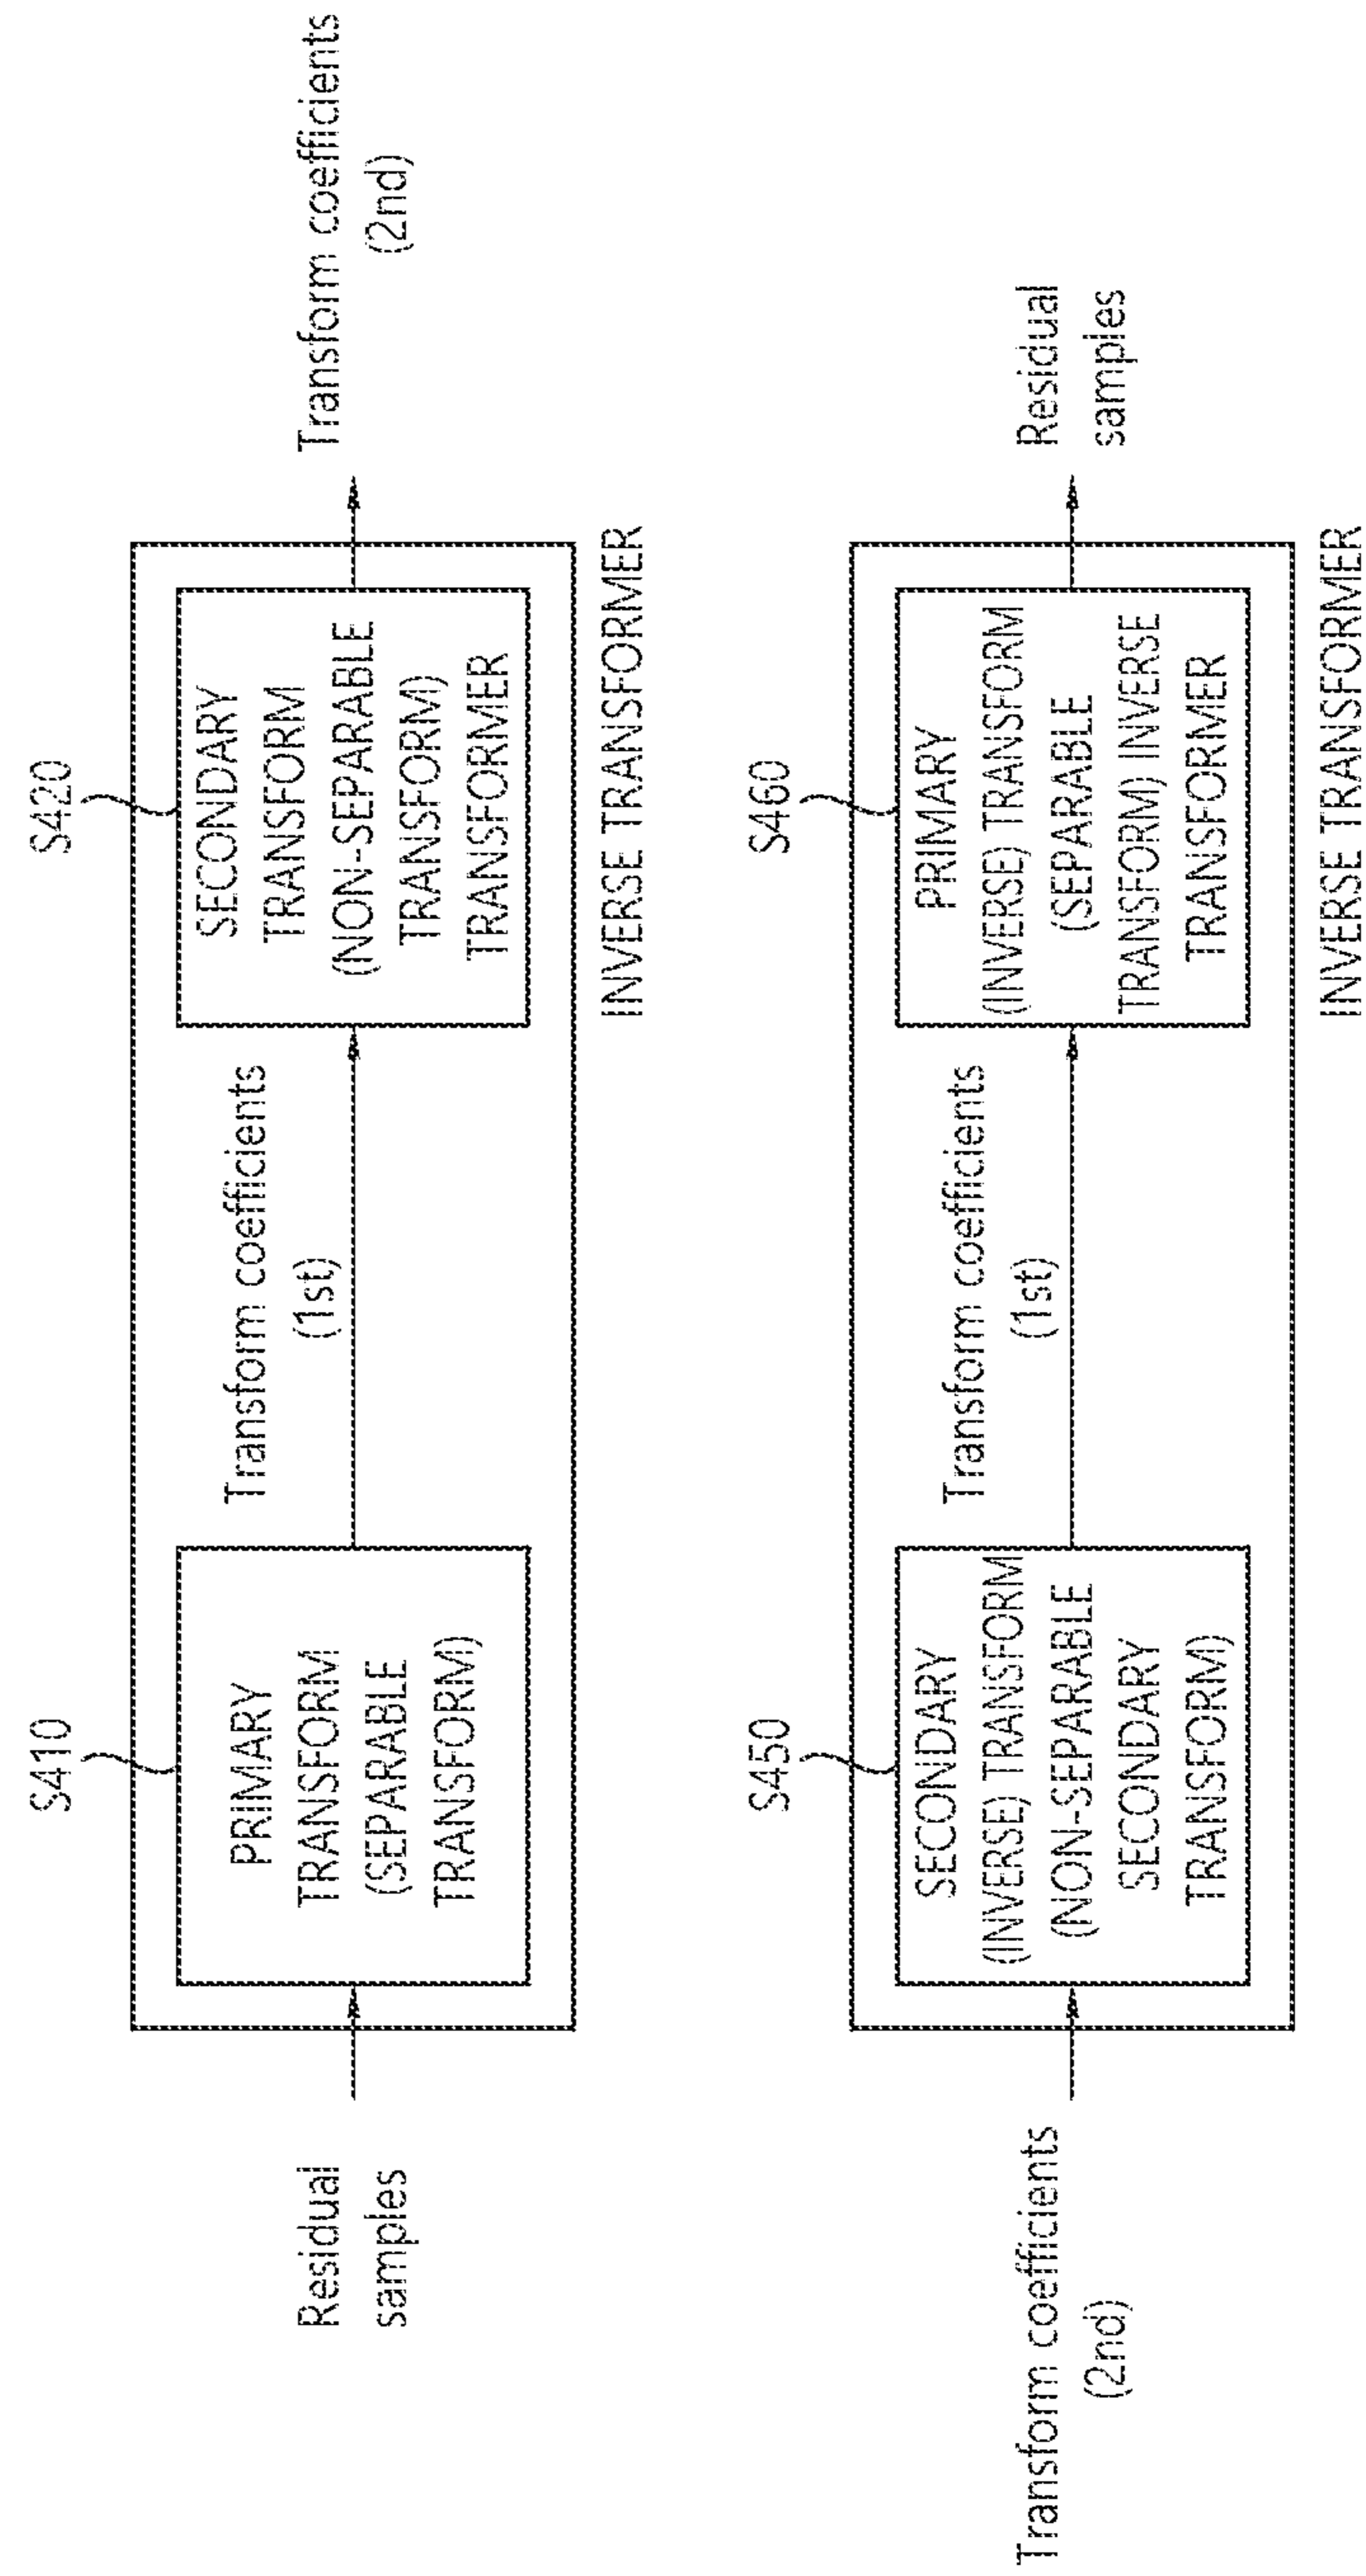 S410
S420
Residual
samples
PRIMARY
TRANSFORM
(SEPARABLE
TRANSFORM)
Transform coefficients
(1st)
SECONDARY
TRANSFORM
(NON-SEPARABLE
TRANSFORM)
TRANSFORMER
Transform coefficients
(2nd)
INVERSE TRANSFORMER
S450
S460
Transform coefficients
(2nd)
SECONDARY
(INVERSE) TRANSFORM
(NON-SEPARABLE
SECONDARY
TRANSFORM)
Transform coefficients
(1st)
PRIMARY
(INVERSE) TRANSFORM
(SEPARABLE
TRANSFORM) INVERSE
TRANSFORMER
Residual
samples
INVERSE TRANSFORMER